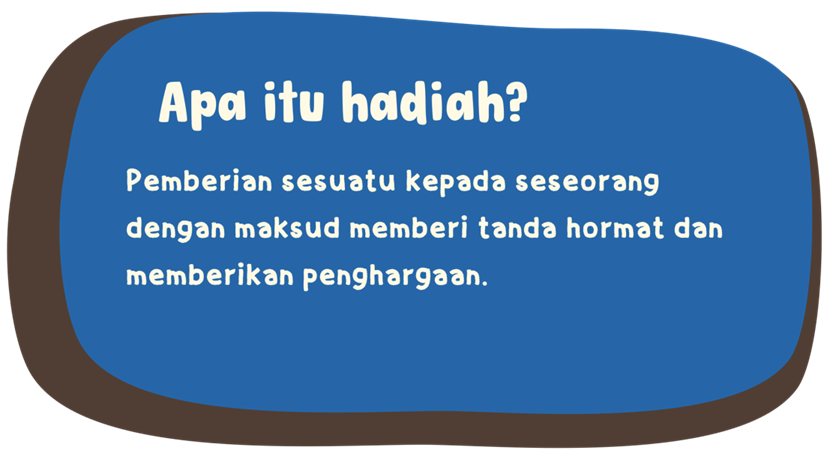 Apa itu hadiah?
Pemberian sesuatu kepada seseorang
dengan maksud memberi tanda hormat dan
memberikan penghargaan.